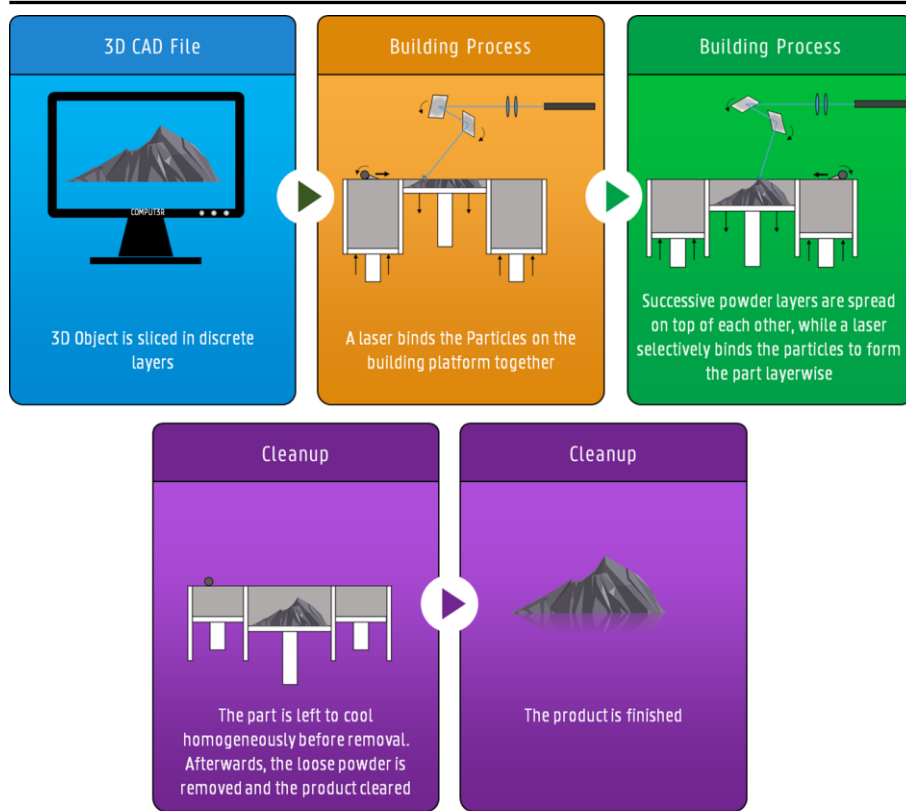 3D CAD File
COMPUT3R
3D Object is sliced in discrete
layers
Building Process
A laser binds the Particles on the
building platform together
Building Process
Successive powder layers are spread
on top of each other, while a laser
selectively binds the particles to form
the part layerwise
Cleanup
The part is left to cool
homogeneously before removal.
Afterwards, the loose powder is
removed and the product cleared
Cleanup
The product is finished